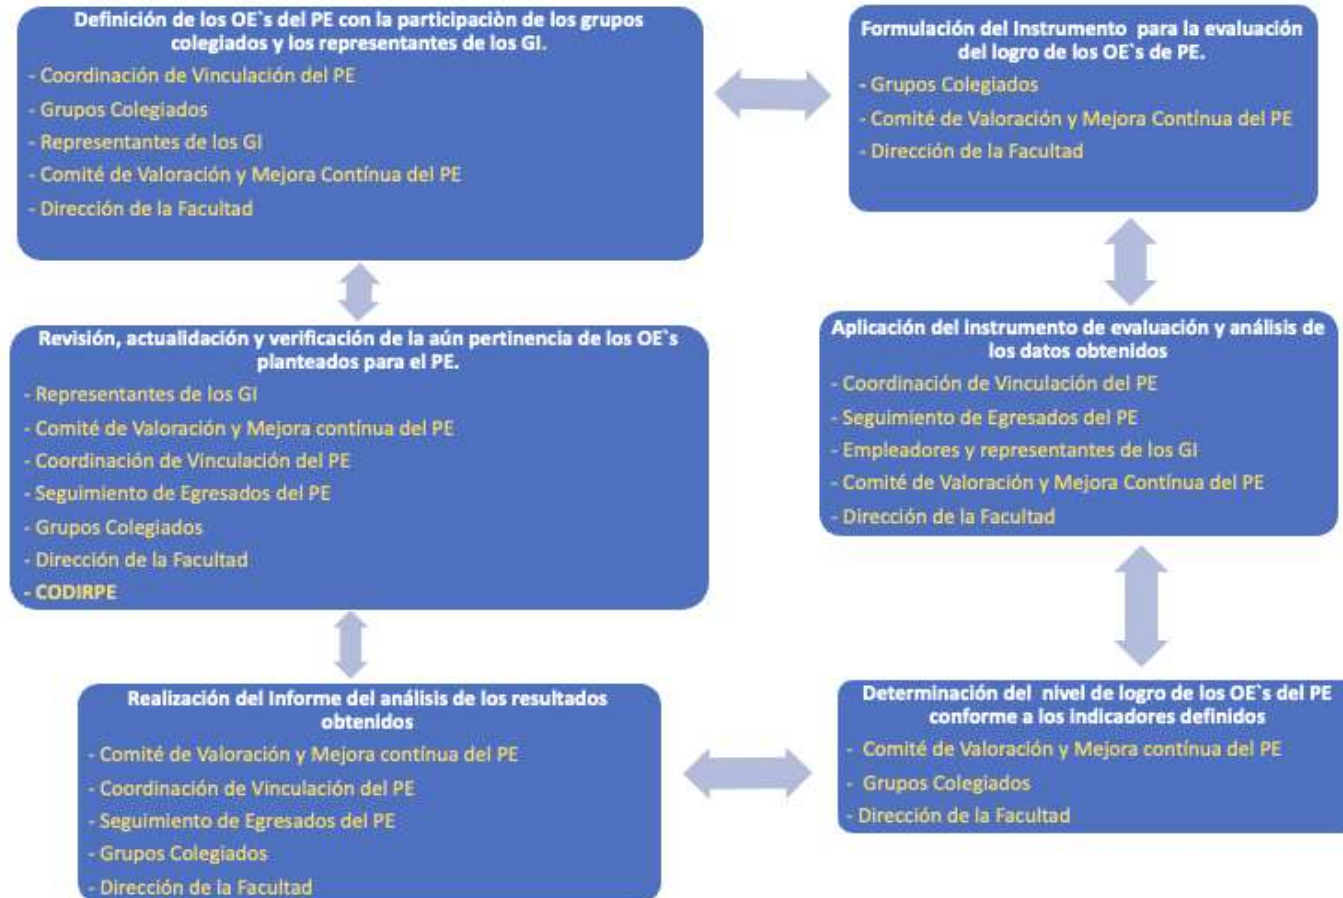 Definición de los OE`s del PE con la participaciòn de los grupos
colegiados y los representantes de los GI.
- Coordinación de Vinculación del PE
- Grupos Colegiados
- Representantes de los GI
- Comité de Valoración y Mejora Contínua del PE
- Dirección de la Facultad
Formulación del Instrumento para la evaluación
del logro de los OE`s de PE.
- Grupos Colegiados
- Comité de Valoración y Mejora Contínua del PE
- Dirección de la Facultad
Aplicación del instrumento de evaluación y análisis de
los datos obtenidos
- Coordinación de Vinculación del PE
- Seguimiento de Egresados del PE
- Empleadores y representantes de los GI
- Comité de Valoración y Mejora Contínua del PE
- Dirección de la Facultad
Determinación del nivel de logro de los OE`s del PE
conforme a los indicadores definidos
- Comité de Valoración y Mejora contínua del PE
- Grupos Colegiados
- Dirección de la Facultad
Realización del Informe del análisis de los resultados
obtenidos
- Comité de Valoración y Mejora contínua del PE
- Coordinación de Vinculación del PE
- Seguimiento de Egresados del PE
- Grupos Colegiados
- Dirección de la Facultad
Revisión, actualidación y verificación de la aún pertinencia de los OE`s
planteados para el PE.
- Representantes de los GI
- Comité de Valoración y Mejora contínua del PE
- Coordinación de Vinculación del PE
- Seguimiento de Egresados del PE
- Grupos Colegiados
- Dirección de la Facultad
- CODIRPE